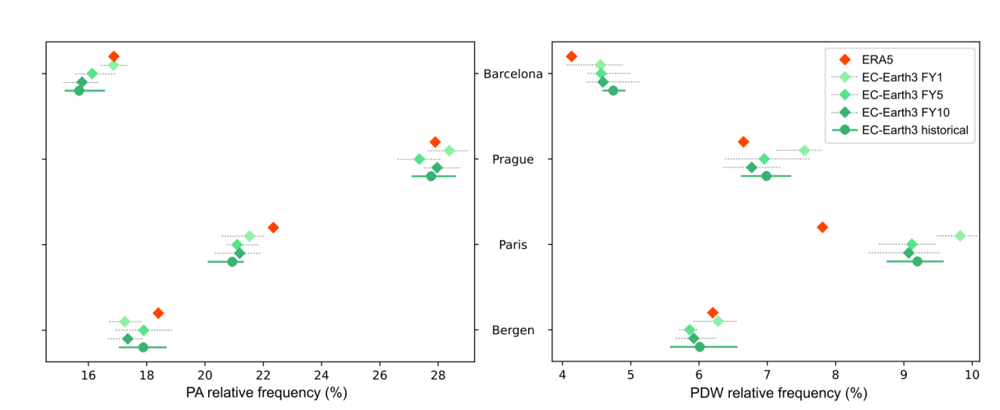 Barcelona
Prague
Paris
Bergen
16 18 20 22 24 26 28
PA relative frequency (%)
ERA5
EC-Earth3 FY1
EC-Earth3 FY5
EC-Earth3 FY10
EC-Earth3 historical
4 5 6 7 8 9 10
PDW relative frequency (%)